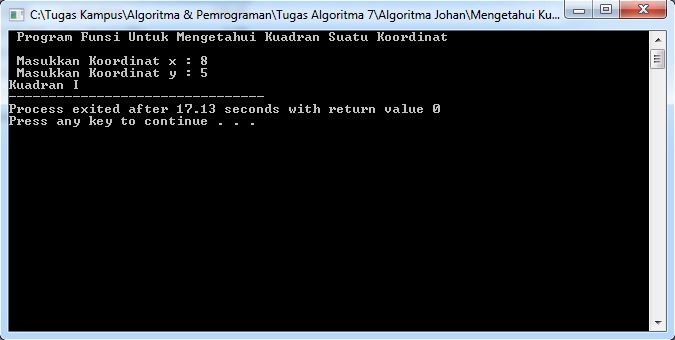 C:\Tugas Kampus\Algoritma & Pemrograman\Tugas Algoritma 7\Algoritma Johan\Mengetahui Ku...
Program Funsi Untuk Mengetahui Kuadran Suatu Koordinat
Masukkan Koordinat x : 8
Masukkan Koordinat y : 5
Kuadran I
--------------------------------
Process exited after 17.13 seconds with return value 0
Press any key to continue . . .